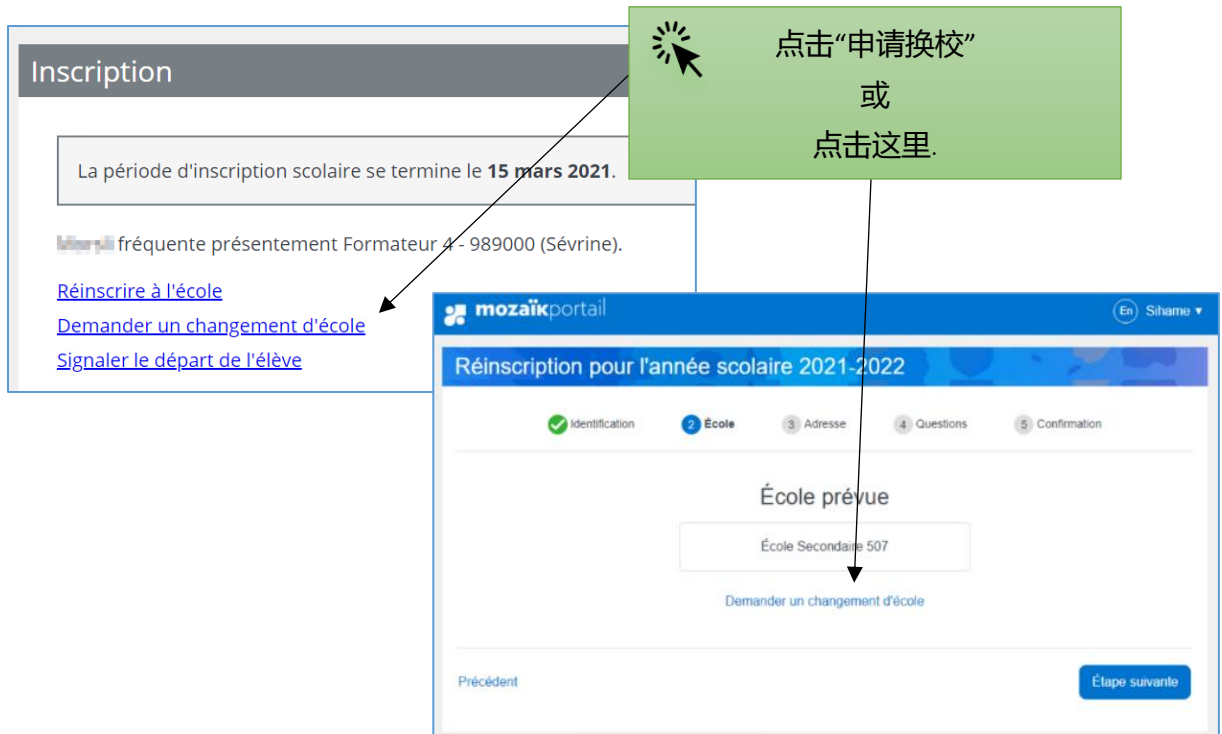 Inscription
La période d'inscription scolaire se termine le 15 mars 2021.
fréquente présentement Formateur 4 - 989000 (Sévrine).
Réinscrire à l'école
Demander un changement d'école
Signaler le départ de l'élève
点击“申请换校”
或
点击这里.
mozaïkportail
En Sihame
Réinscription pour l'année scolaire 2021-2022
Identification 2 École 3 Adresse 4 Questions 5 Confirmation
École prévue
École Secondaire 507
Demander un changement d'école
Précédent Étape suivante